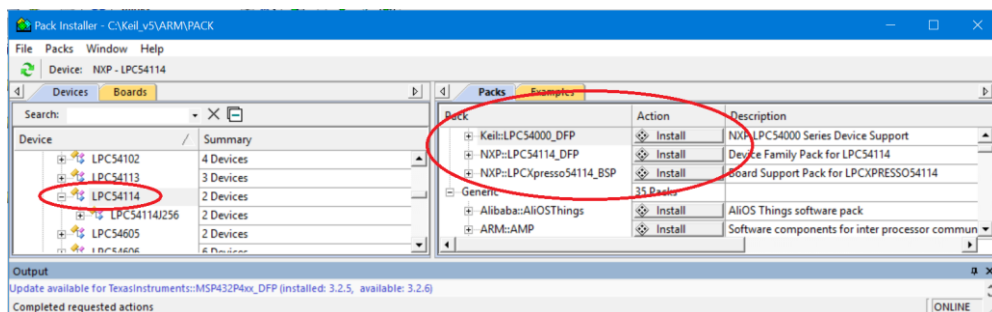 Pack Installer - C:\Keil_v5\ARM\PACK
File Packs Window Help
Device: NXP - LPC54114
Devices Boards
Search:
Device / Summary
LPC54102 4 Devices
LPC54113 3 Devices
LPC54114 2 Devices
LPC54114J256 2 Devices
LPC54605 2 Devices
LPC54606 6 Devices
Packs Examples
Pack Action Description
Keil::LPC54000_DFP Install NXP LPC54000 Series Device Support
NXP::LPC54114_DFP Install Device Family Pack for LPC54114
NXP::LPCXpresso54114_BSP Install Board Support Pack for LPCXPRESSO54114
Generic 35 Packs
Alibaba::AliOSThings Install AliOS Things software pack
ARM::AMP Install Software components for inter processor commun
Output
Update available for TexasInstruments::MSP432P4xx_DFP (installed: 3.2.5, available: 3.2.6)
Completed requested actions ONLINE